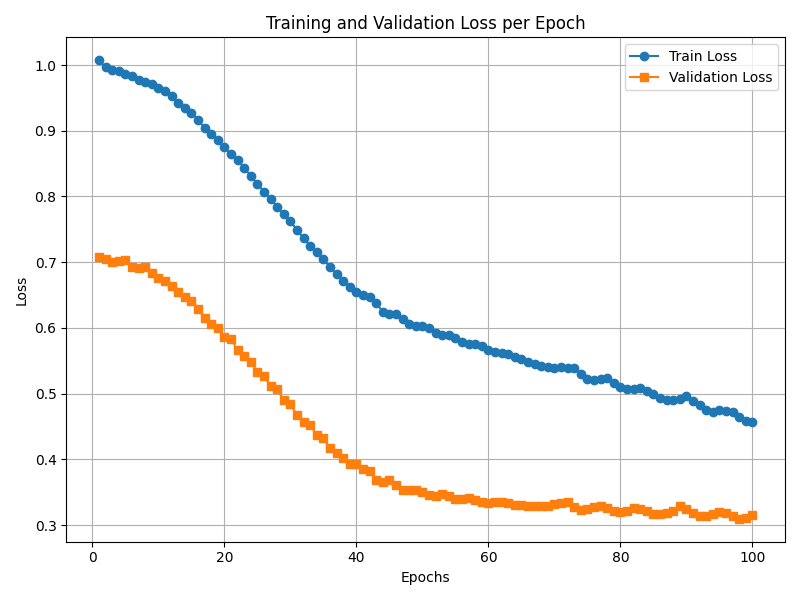 Training and Validation Loss per Epoch
Train Loss
Validation Loss
1.0
0.9
0.8
0.7
0.6
0.5
0.4
0.3
Loss
0 20 40 60 80 100
Epochs